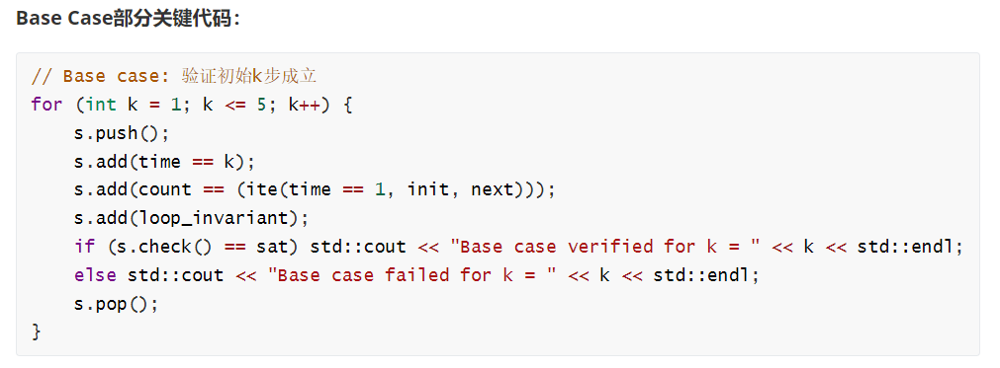 Base Case部分关键代码：
// Base case: 验证初始k步成立
for (int k = 1; k <= 5; k++) {
    s.push();
    s.add(time == k);
    s.add(count == (ite(time == 1, init, next)));
    s.add(loop_invariant);
    if (s.check() == sat) std::cout << "Base case verified for k = " << k << std::endl;
    else std::cout << "Base case failed for k = " << k << std::endl;
    s.pop();
}